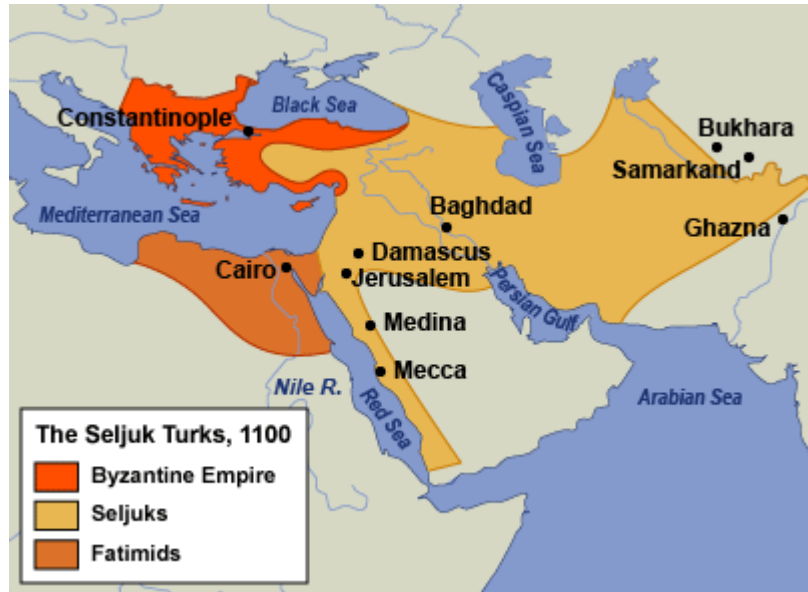 Constantinople
Black Sea
Caspian Sea
Bukhara
Samarkand
Mediterranean Sea
Baghdad
Ghazna
Damascus
Cairo
Jerusalem
Persian Gulf
Medina
Mecca
Nile R.
Red Sea
Arabian Sea
The Seljuk Turks, 1100
Byzantine Empire
Seljuks
Fatimids